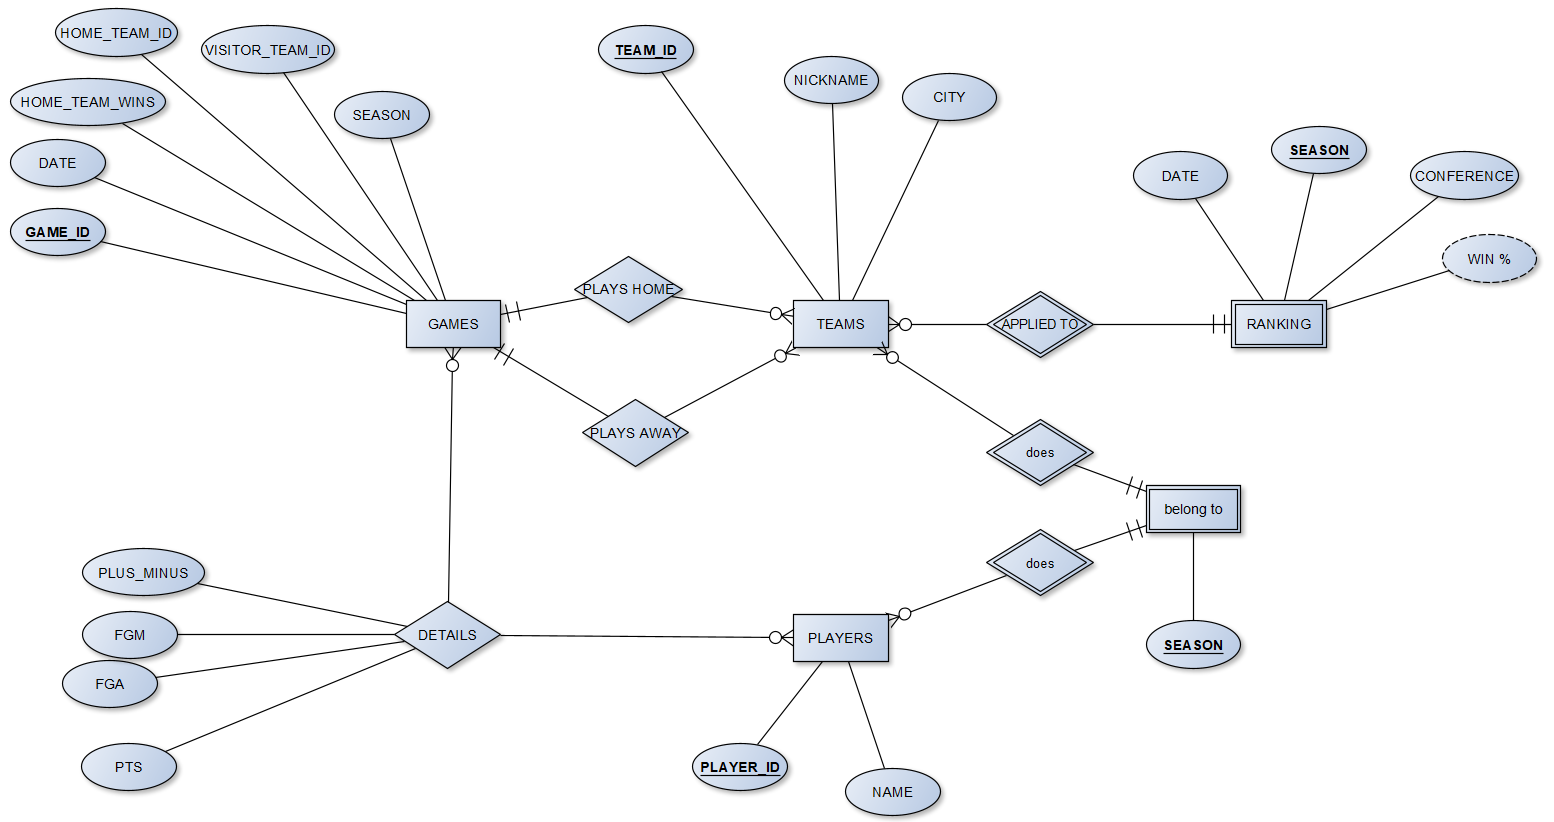 HOME_TEAM_ID
VISITOR_TEAM_ID
HOME_TEAM_WINS
SEASON
DATE
GAME_ID
TEAM_ID
NICKNAME
CITY
SEASON
DATE
CONFERENCE
WIN %
GAMES
PLAYS HOME
TEAMS
APPLIED TO
RANKING
PLAYS AWAY
does
belong to
does
PLUS_MINUS
FGM
FGA
PTS
DETAILS
PLAYERS
SEASON
PLAYER_ID
NAME